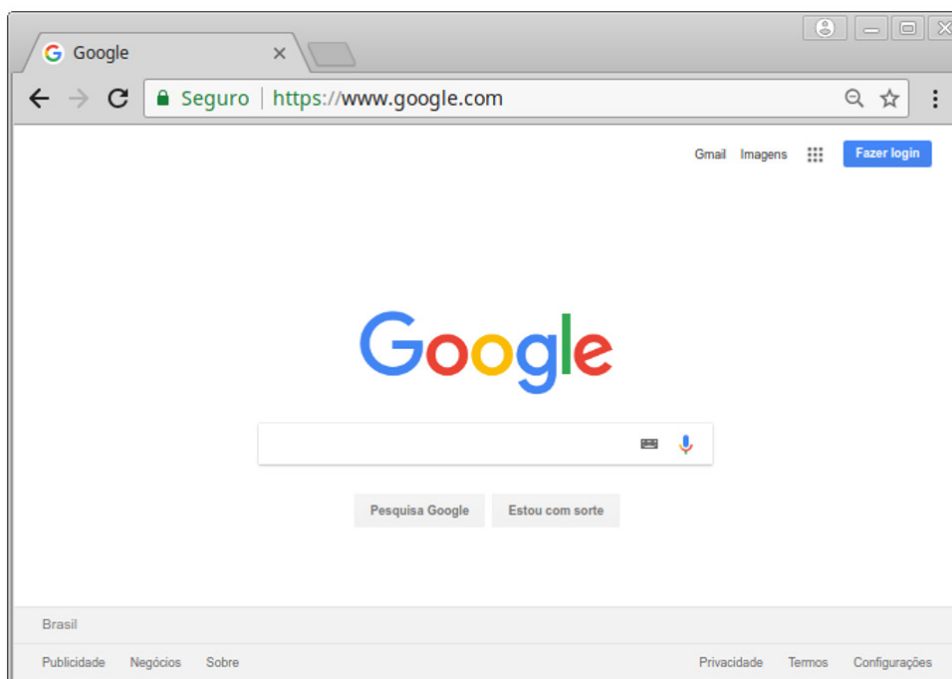 Google
Seguro https://www.google.com
Gmail Imagens Fazer login
Google
Pesquisa Google Estou com sorte
Brasil
Publicidade Negócios Sobre Privacidade Termos Configurações